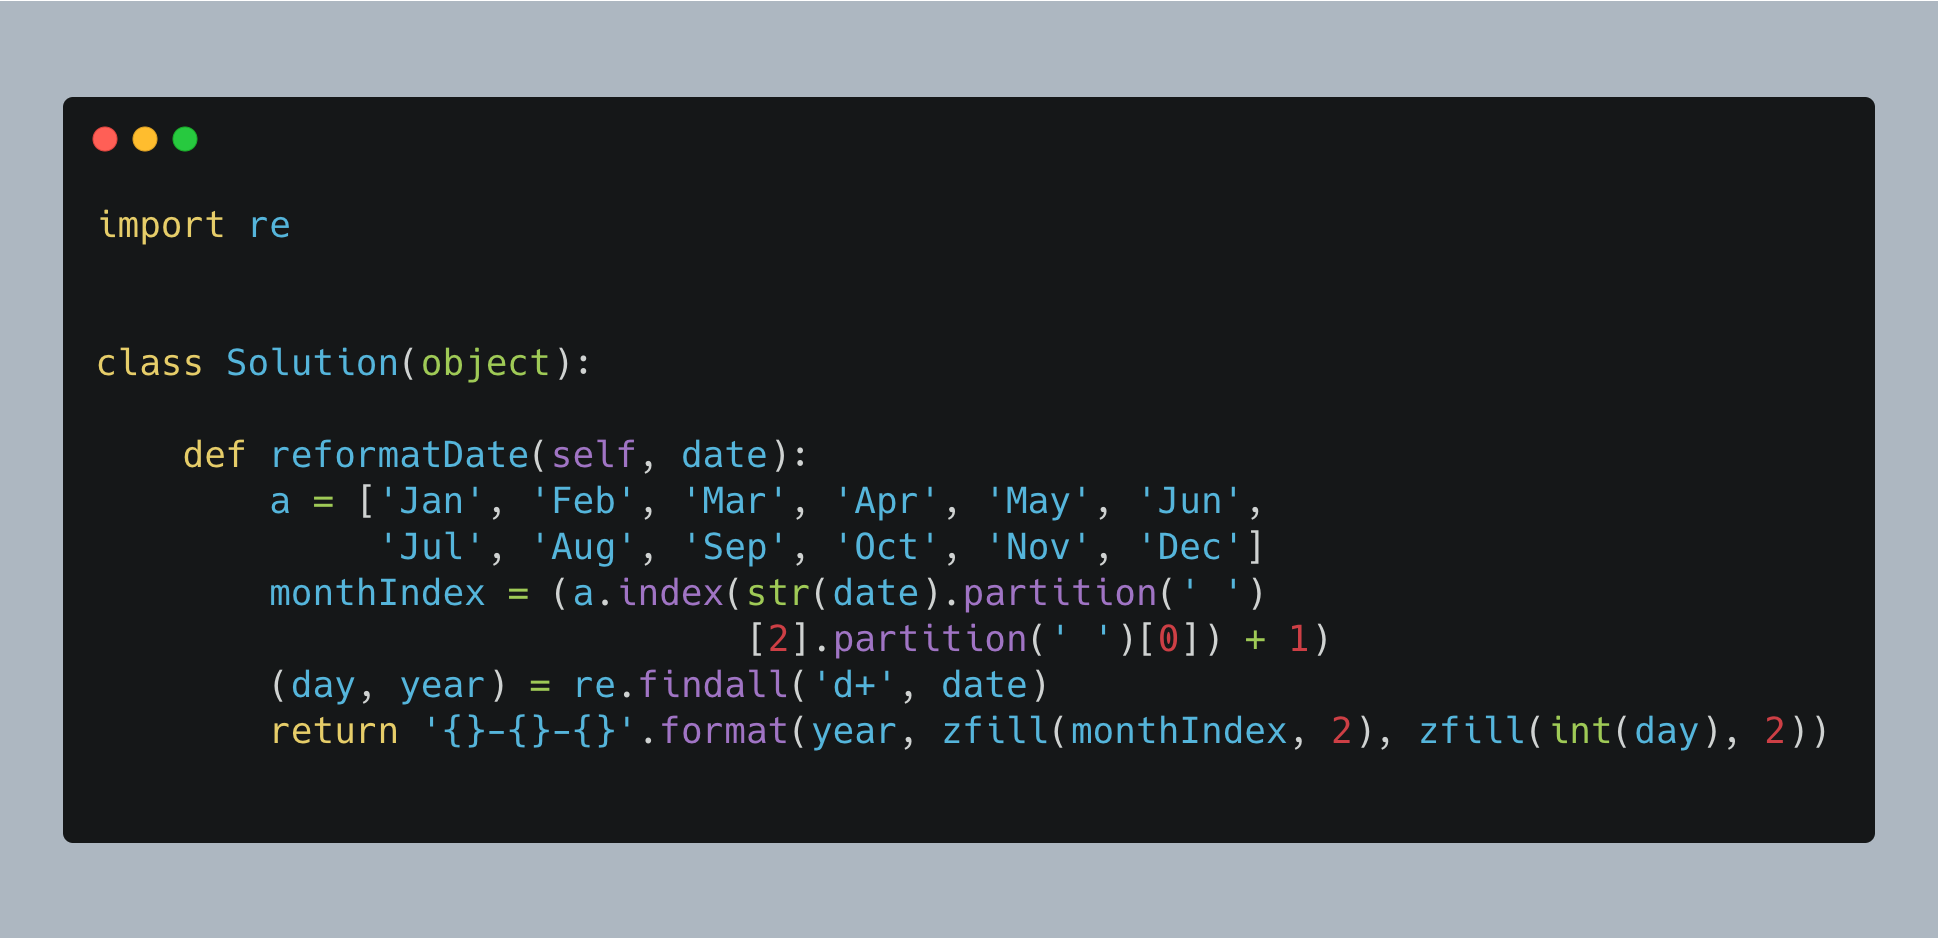 import re
class Solution(object):
    def reformatDate(self, date):
        a = ['Jan', 'Feb', 'Mar', 'Apr', 'May', 'Jun',
             'Jul', 'Aug', 'Sep', 'Oct', 'Nov', 'Dec']
        monthIndex = (a.index(str(date).partition(' ')
                              [2].partition(' ')[0]) + 1)
        (day, year) = re.findall('d+', date)
        return '{}-{}-{}'.format(year, zfill(monthIndex, 2), zfill(int(day), 2))